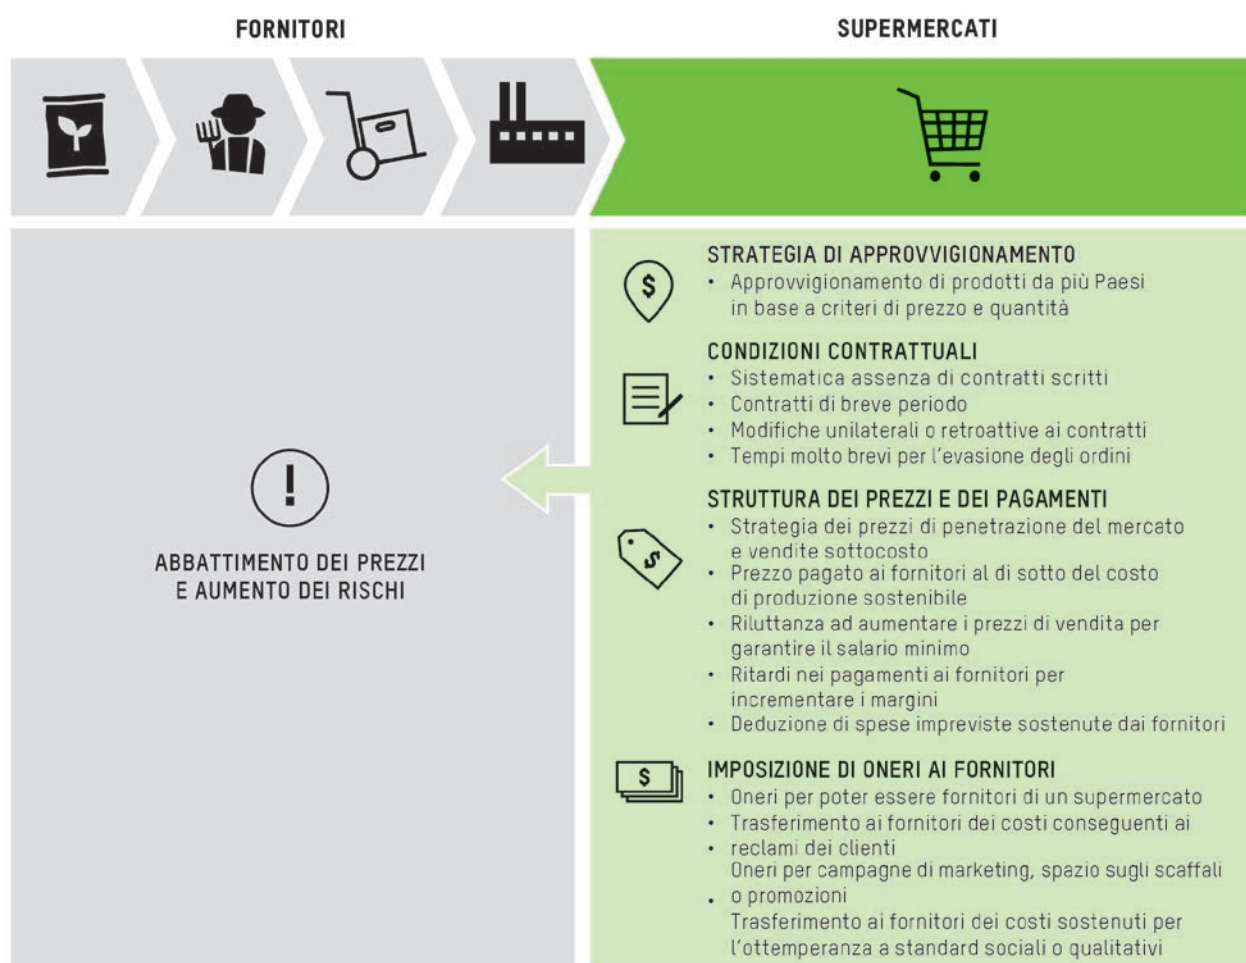 FORNITORI
SUPERMERCATI
STRATEGIA DI APPROVVIGIONAMENTO
• Approvvigionamento di prodotti da più Paesi
in base a criteri di prezzo e quantità
CONDIZIONI CONTRATTUALI
• Sistematica assenza di contratti scritti
• Contratti di breve periodo
• Modifiche unilaterali o retroattive ai contratti
• Tempi molto brevi per l'evasione degli ordini
!
ABBATTIMENTO DEI PREZZI
E AUMENTO DEI RISCHI
STRUTTURA DEI PREZZI E DEI PAGAMENTI
• Strategia dei prezzi di penetrazione del mercato
e vendite sottocosto
• Prezzo pagato ai fornitori al di sotto del costo
di produzione sostenibile
• Riluttanza ad aumentare i prezzi di vendita per
garantire il salario minimo
• Ritardi nei pagamenti ai fornitori per
incrementare i margini
• Deduzione di spese impreviste sostenute dai fornitori
IMPOSIZIONE DI ONERI AI FORNITORI
• Oneri per poter essere fornitori di un supermercato
• Trasferimento ai fornitori dei costi conseguenti ai
• reclami dei clienti
Oneri per campagne di marketing, spazio sugli scaffali
• o promozioni
Trasferimento ai fornitori dei costi sostenuti per
l'ottemperanza a standard sociali o qualitativi
$
$
$